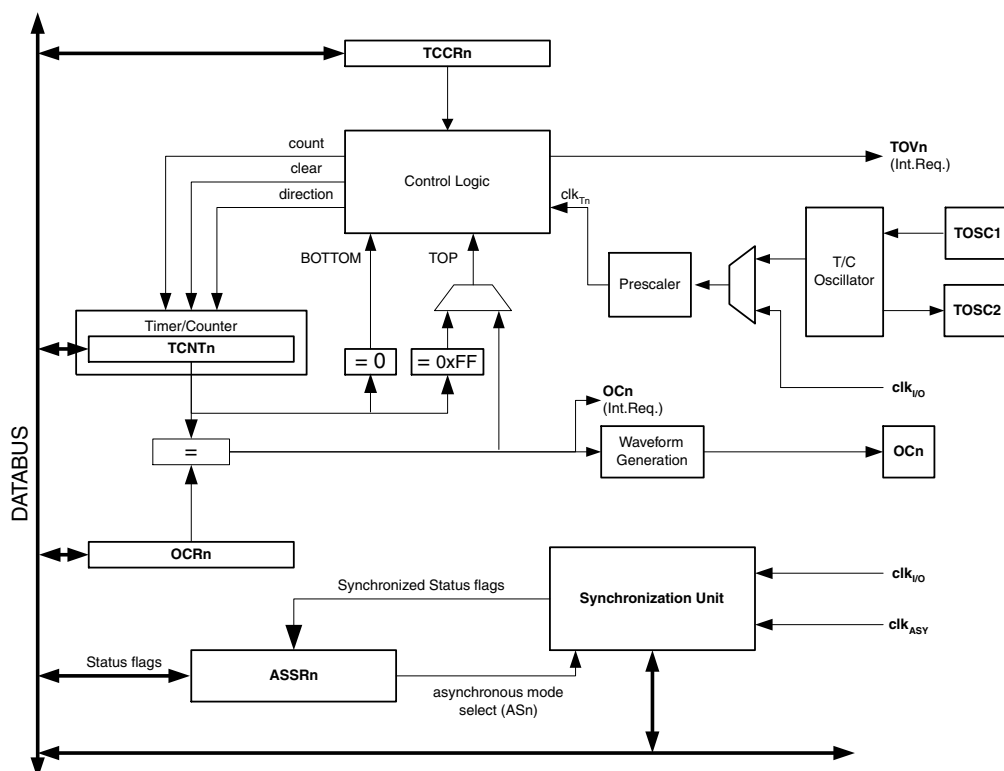 TCCRn
count
clear
direction
Control Logic
TOVn
(Int.Req.)
clkTn
BOTTOM
TOP
TOSC1
T/C
Oscillator
Prescaler
TOSC2
Timer/Counter
TCNTn
= 0
= 0xFF
clkI/O
OCn
(Int.Req.)
=
Waveform
Generation
OCn
DATABUS
OCRn
Synchronized Status flags
Synchronization Unit
clkI/O
clkASY
Status flags
ASSRn
asynchronous mode
select (ASn)